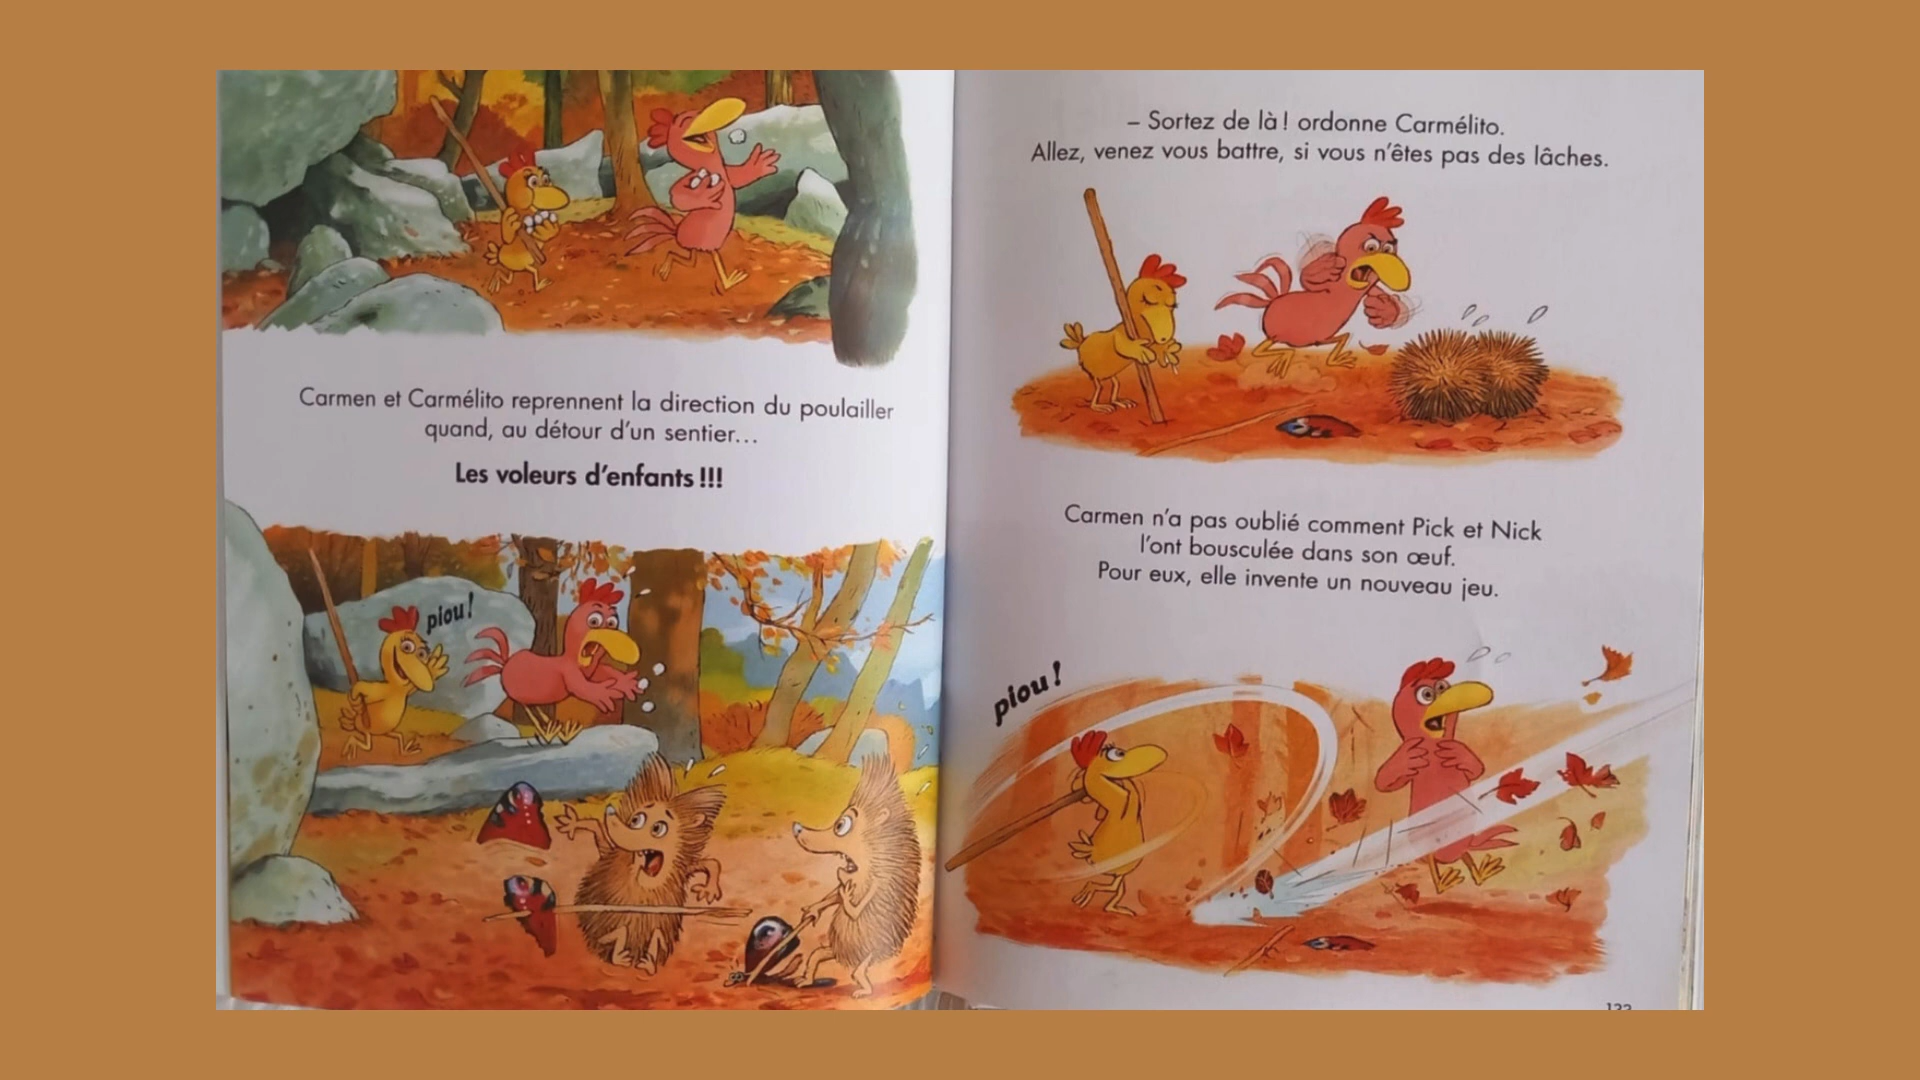 Carmen et Carmélito reprennent la direction du poulailler
quand, au détour d'un sentier...
Les voleurs d'enfants !!!
piou !
– Sortez de là ! ordonne Carmélito.
Allez, venez vous battre, si vous n'êtes pas des lâches.
Carmen n'a pas oublié comment Pick et Nick
l'ont bousculée dans son œuf.
Pour eux, elle invente un nouveau jeu.
piou !